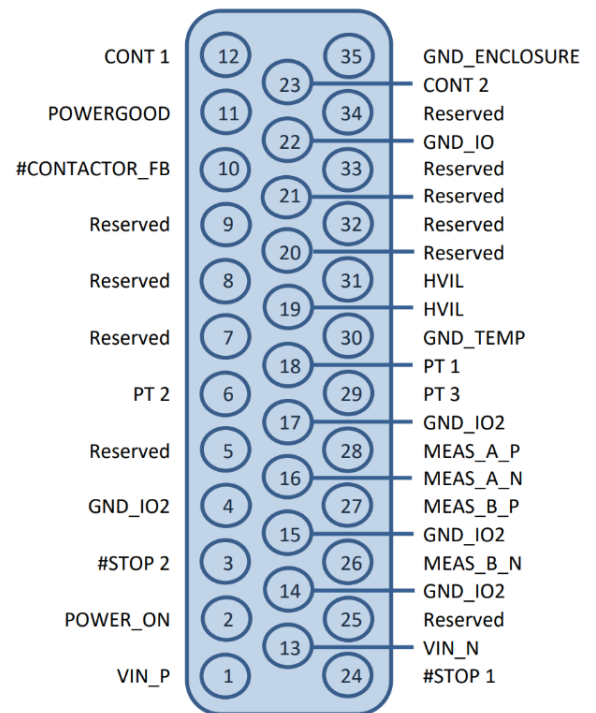 CONT 1 12 35 GND_ENCLOSURE
23 CONT 2
POWERGOOD 11 34 Reserved
22 GND_IO
#CONTACTOR_FB 10 33 Reserved
21 Reserved
Reserved 9 32 Reserved
20 Reserved
Reserved 8 31 HVIL
19 HVIL
Reserved 7 30 GND_TEMP
18 PT 1
PT 2 6 29 PT 3
17 GND_IO2
Reserved 5 28 MEAS_A_P
16 MEAS_A_N
GND_IO2 4 27 MEAS_B_P
15 GND_IO2
#STOP 2 3 26 MEAS_B_N
14 GND_IO2
POWER_ON 2 25 Reserved
13 VIN_N
VIN_P 1 24 #STOP 1